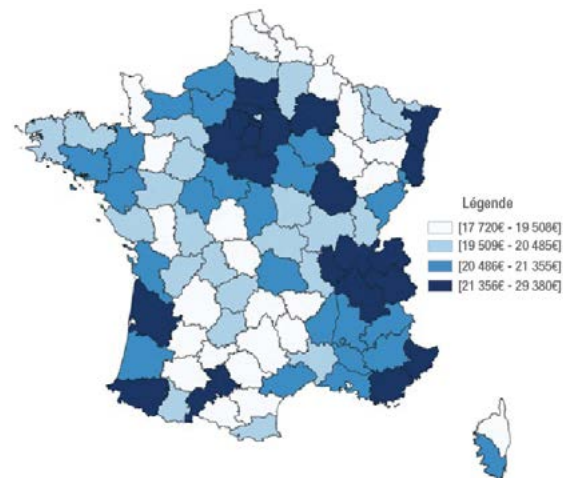 Légende
[17 720€ - 19 508€]
[19 509€ - 20 485€]
[20 486€ - 21 355€]
[21 356€ - 29 380€]